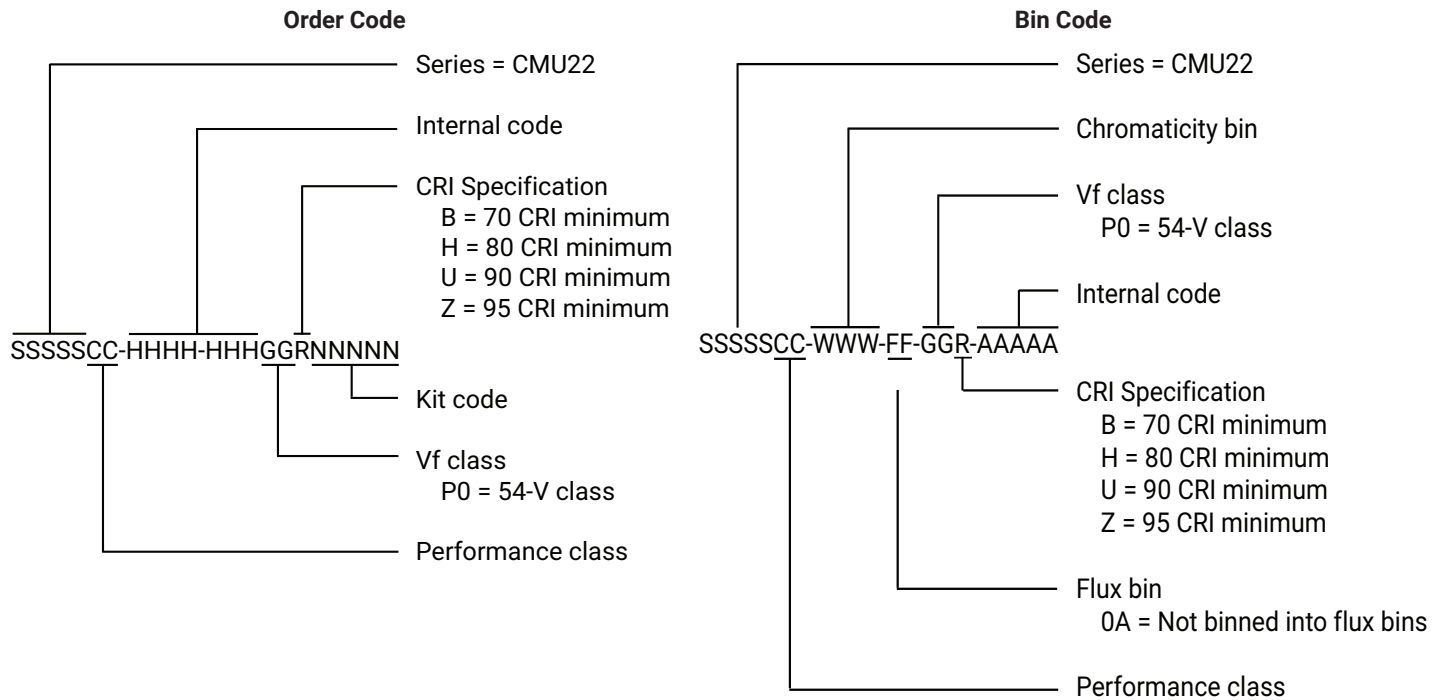 Order Code
Series = CMU22
Internal code
CRI Specification
B = 70 CRI minimum
H = 80 CRI minimum
U = 90 CRI minimum
Z = 95 CRI minimum
SSSSSCC-HHHH-HHHGGRNNNNN
Kit code
Vf class
P0 = 54-V class
Performance class
Bin Code
Series = CMU22
Chromaticity bin
Vf class
P0 = 54-V class
Internal code
SSSSSCC-WWW-FF-GGR-AAAAA
CRI Specification
B = 70 CRI minimum
H = 80 CRI minimum
U = 90 CRI minimum
Z = 95 CRI minimum
Flux bin
0A = Not binned into flux bins
Performance class